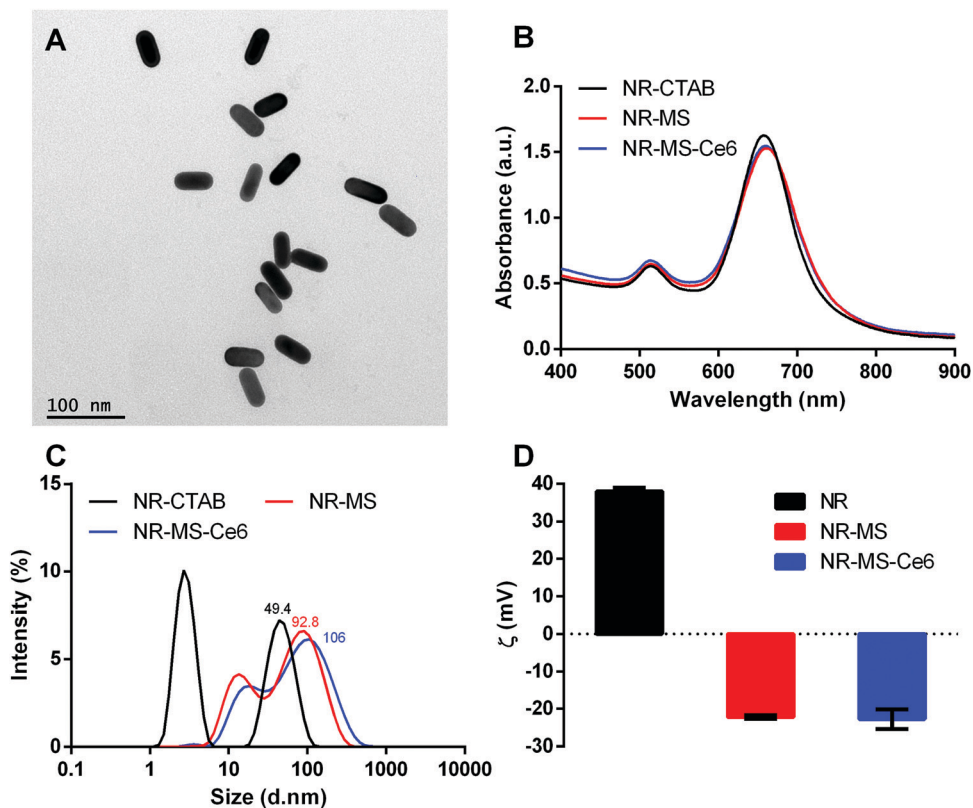 A
100 nm
B
NR-CTAB
NR-MS
NR-MS-Ce6
2.0
1.5
1.0
0.5
0.0
Absorbance (a.u.)
400 500 600 700 800 900
Wavelength (nm)
C
NR-CTAB NR-MS
NR-MS-Ce6
15
10
5
0
Intensity (%)
49.4
92.8
106
0.1 1 10 100 1000 10000
Size (d.nm)
D
NR
NR-MS
NR-MS-Ce6
40
30
20
10
0
-10
-20
-30
ζ (mV)